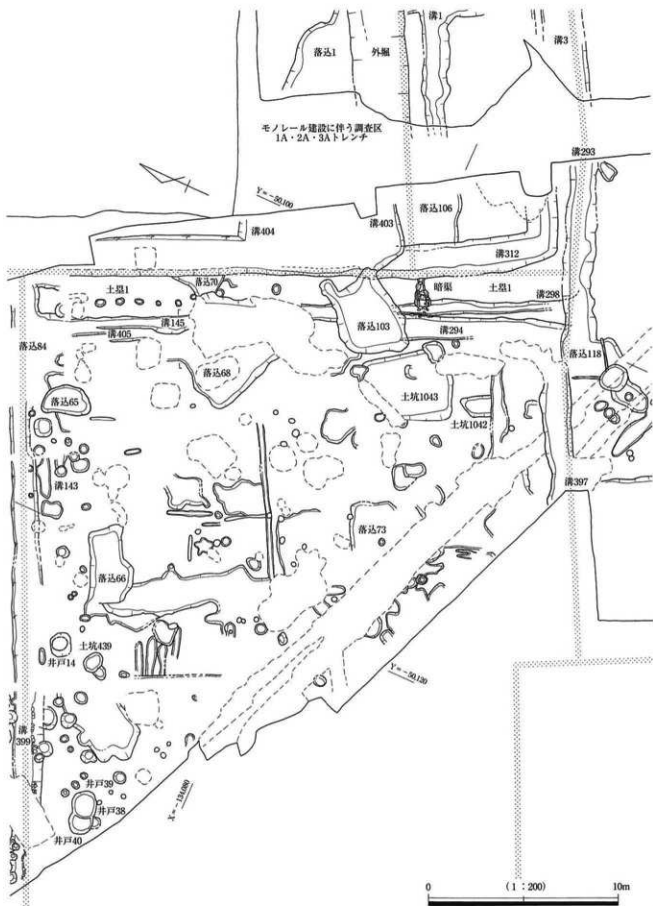 溝1
落込1
外堀
溝3
モノレール建設に伴う調査区
1A・2A・3Aトレンチ
溝293
Y=-50,100
落込106
溝403
溝404
溝312
落込70
土塁1
暗渠
土塁1
溝298
溝145
落込103
溝405
溝294
落込84
落込118
落込68
落込65
土坑1043
土坑1042
溝143
溝397
落込73
落込66
井戸14
土坑439
Y=-50,120
溝399
X=-134,080
井戸39
井戸38
井戸40
0
(1:200)
10m